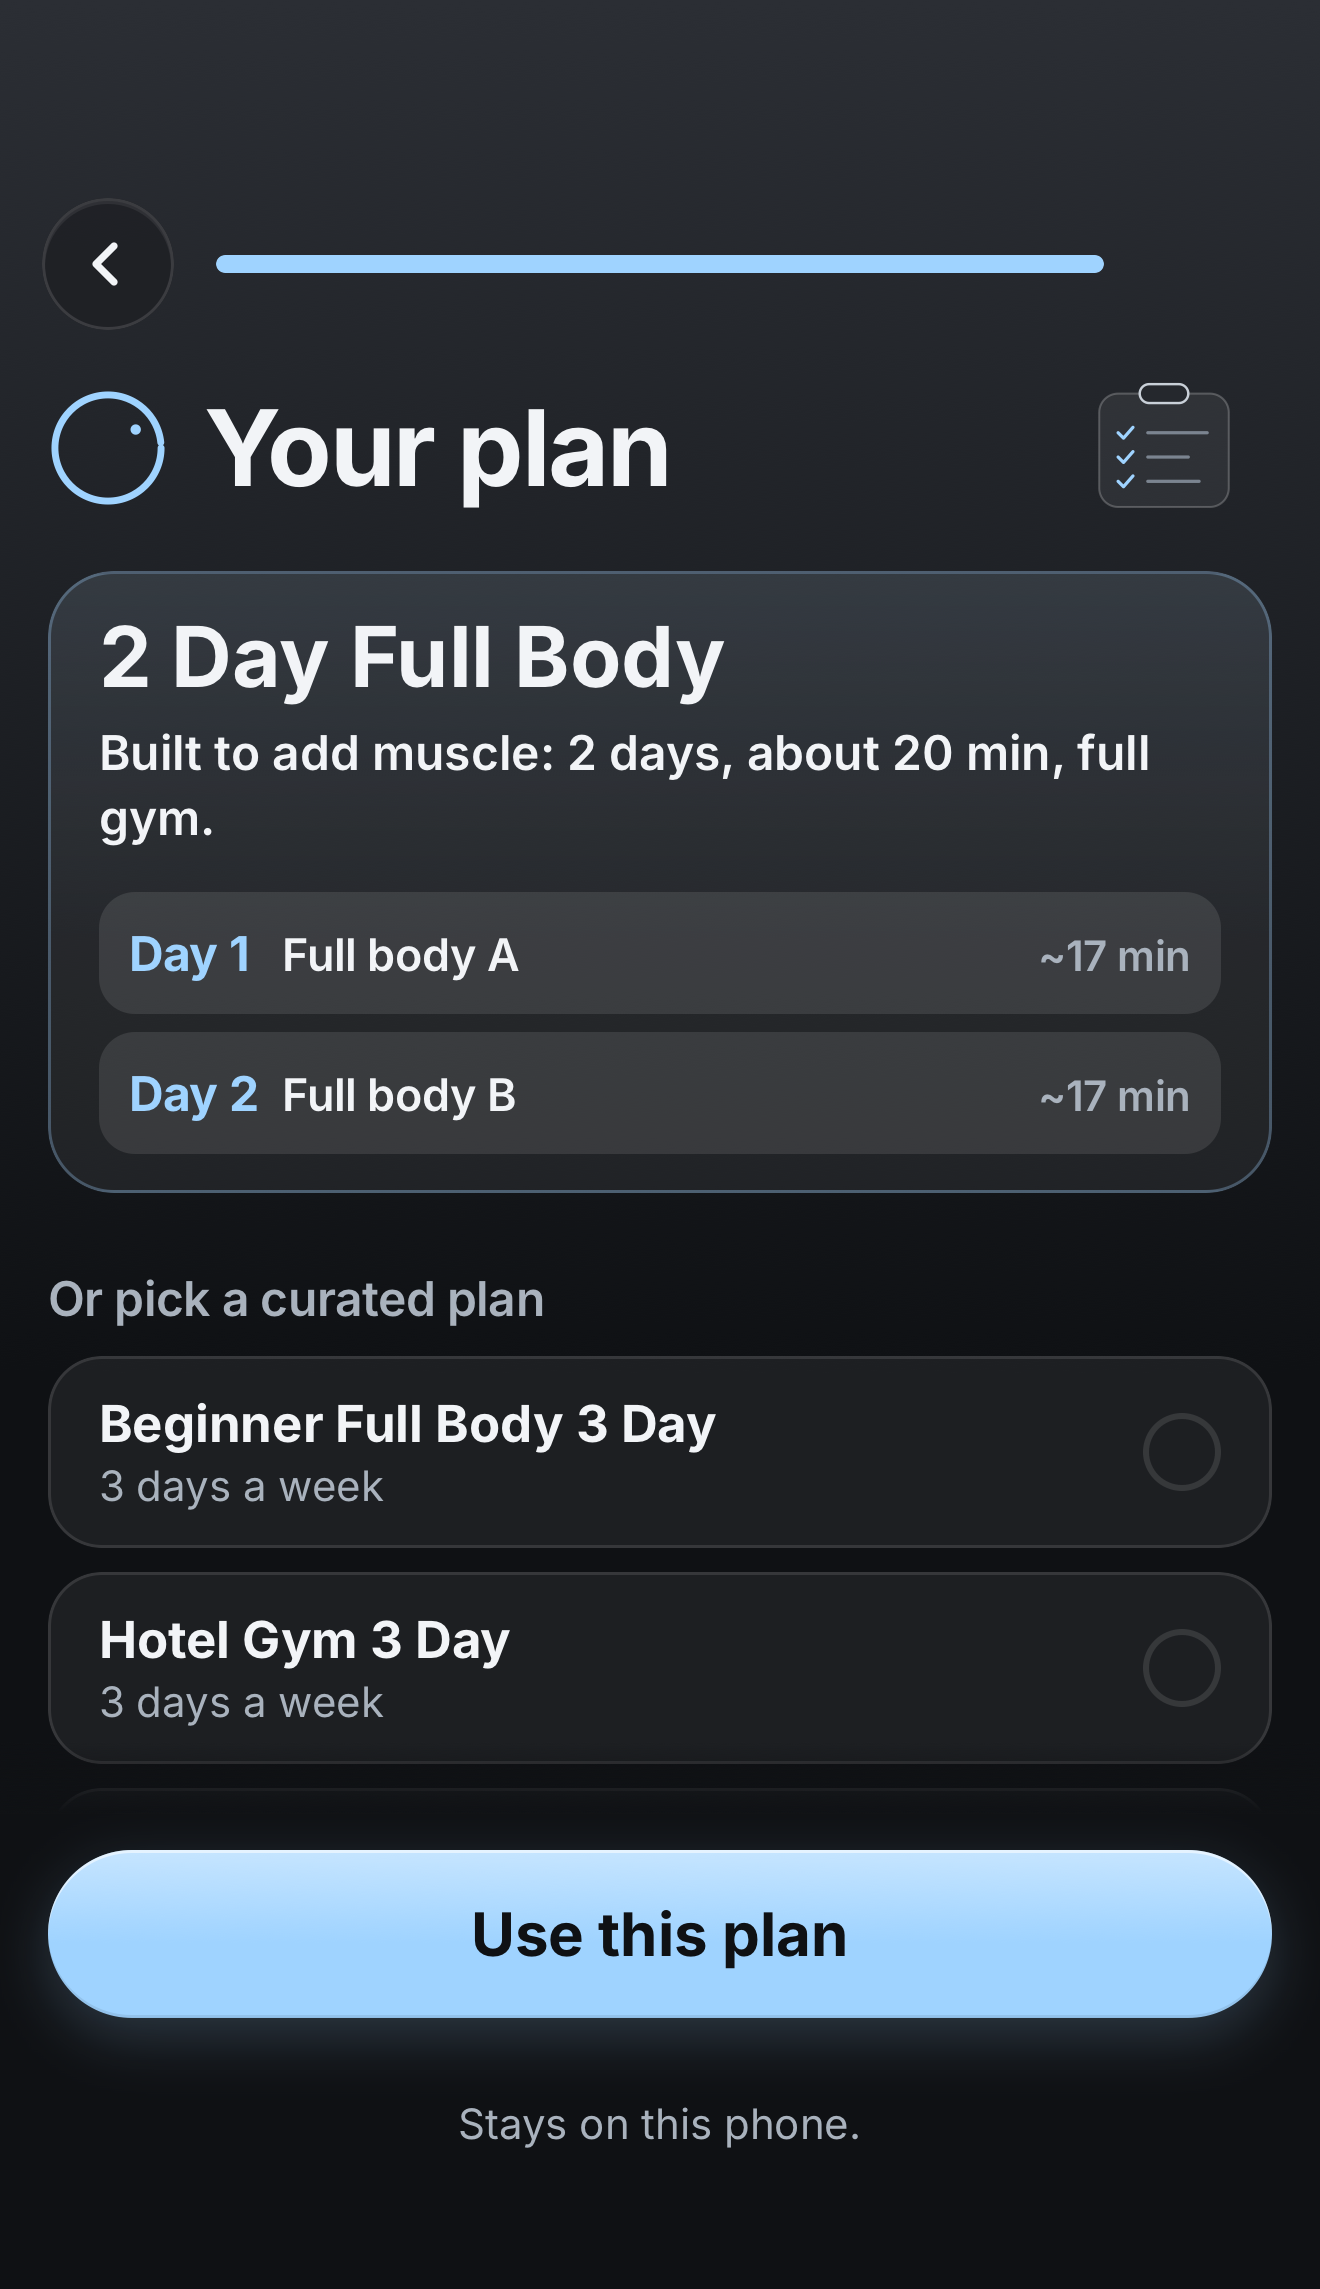 Your plan
2 Day Full Body
Built to add muscle: 2 days, about 20 min, full
gym.
Day 1 Full body A ~17 min
Day 2 Full body B ~17 min
Or pick a curated plan
Beginner Full Body 3 Day
3 days a week
Hotel Gym 3 Day
3 days a week
Use this plan
Stays on this phone.